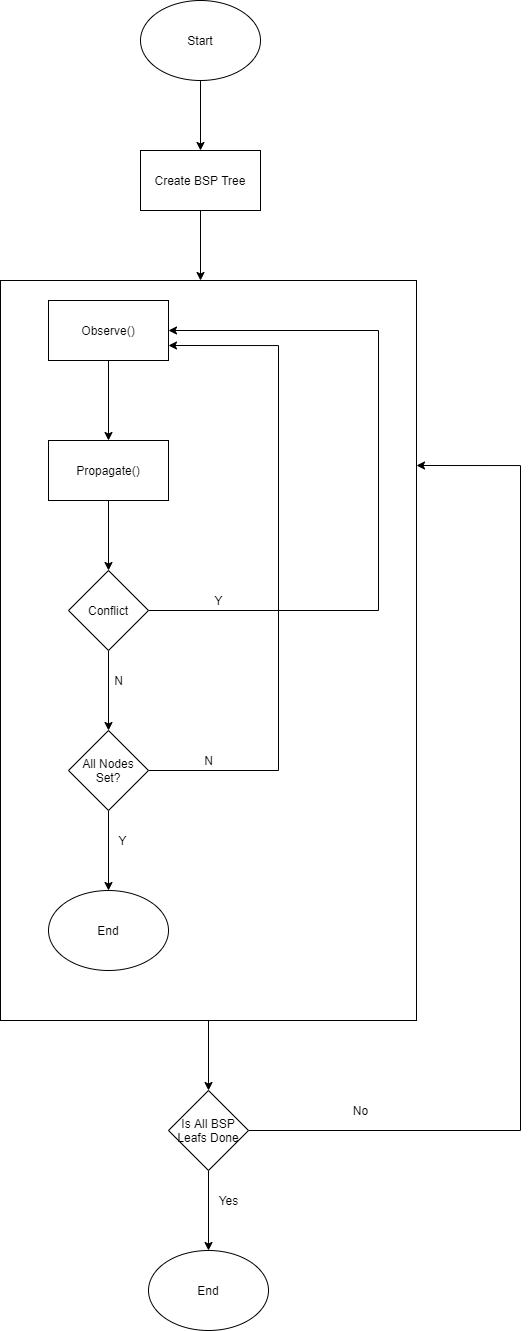 Start
Create BSP Tree
Observe()
Propagate()
Conflict
Y
N
All Nodes
Set?
N
Y
End
Is All BSP
Leafs Done
No
Yes
End